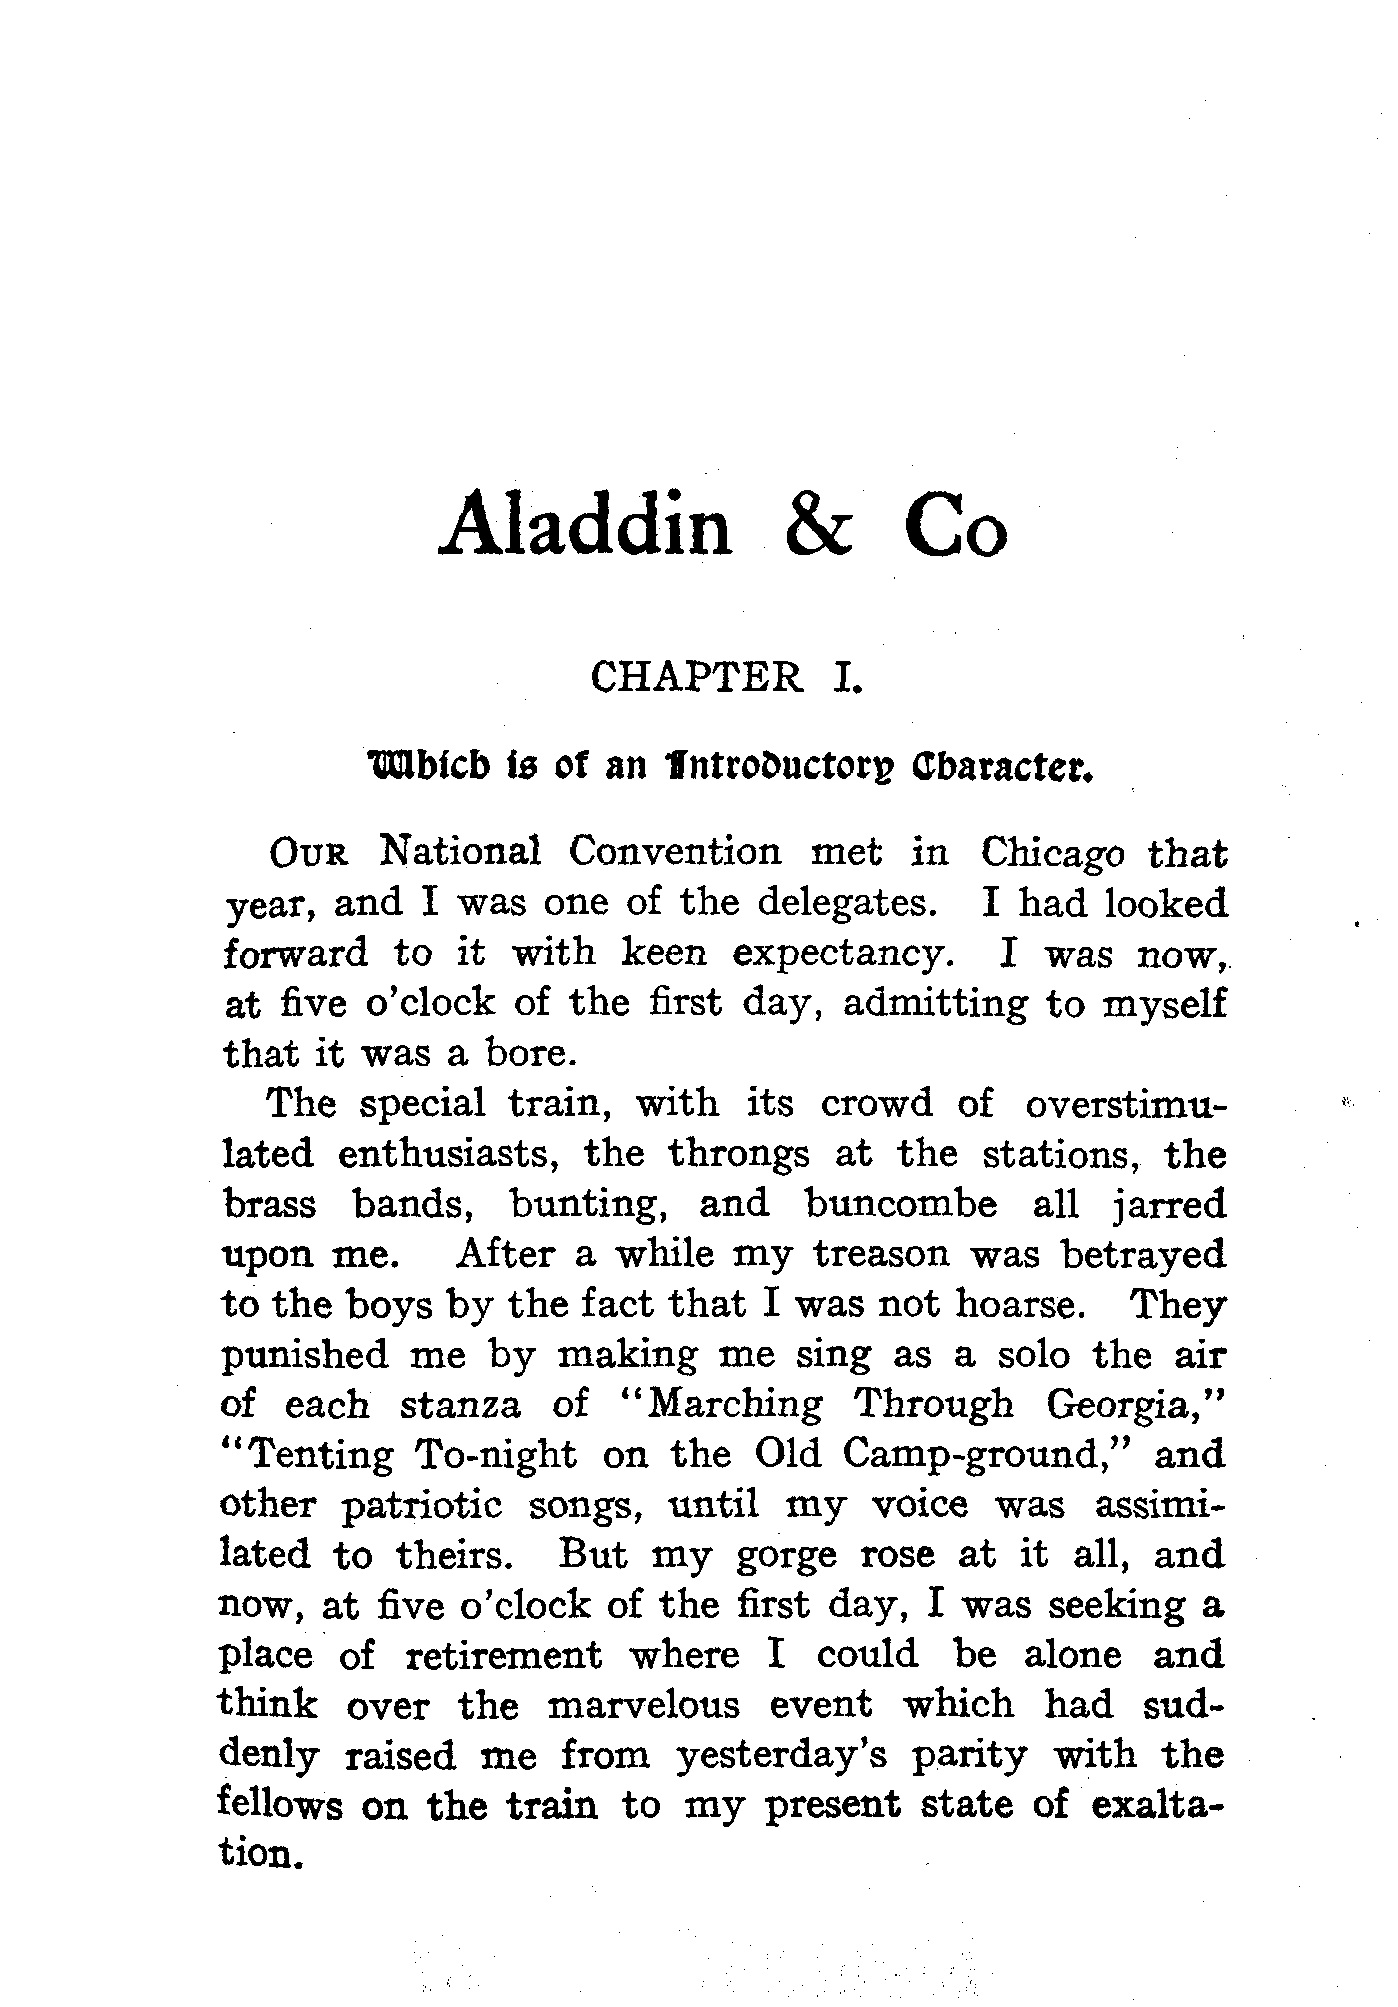 Aladdin & Co
CHAPTER I.
Which is of an Introductory Character.
OUR National Convention met in Chicago that
year, and I was one of the delegates. I had looked
forward to it with keen expectancy. I was now,
at five o'clock of the first day, admitting to myself
that it was a bore.
The special train, with its crowd of overstimu-
lated enthusiasts, the throngs at the stations, the
brass bands, bunting, and buncombe all jarred
upon me. After a while my treason was betrayed
to the boys by the fact that I was not hoarse. They
punished me by making me sing as a solo the air
of each stanza of "Marching Through Georgia,"
"Tenting To-night on the Old Camp-ground," and
other patriotic songs, until my voice was assimi-
lated to theirs. But my gorge rose at it all, and
now, at five o'clock of the first day, I was seeking a
place of retirement where I could be alone and
think over the marvelous event which had sud-
denly raised me from yesterday's parity with the
fellows on the train to my present state of exalta-
tion.